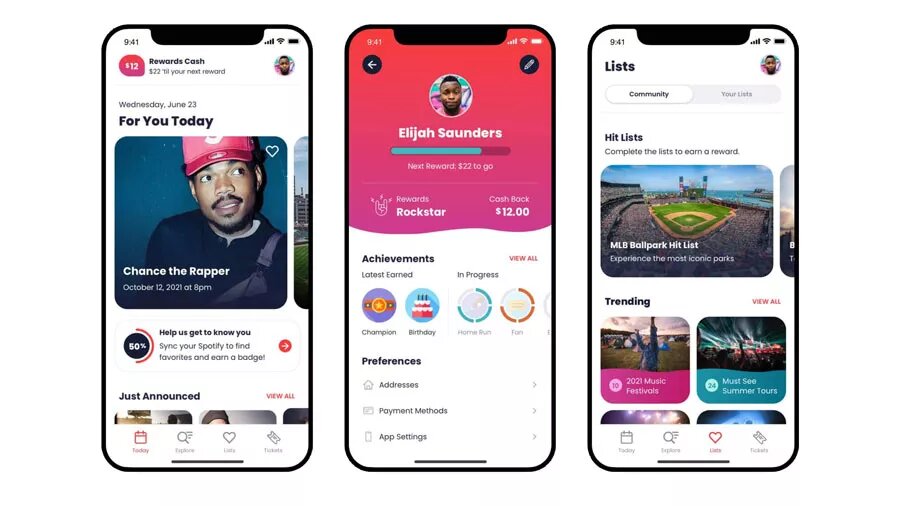 9:41
$12
Rewards Cash
$22 'til your next reward
Wednesday, June 23
For You Today
Chance the Rapper
October 12, 2021 at 8pm
50%
Help us get to know you
Sync your Spotify to find
favorites and earn a badge!
Just Announced
VIEW ALL
Today
Explore
Lists
Tickets
9:41
Elijah Saunders
Next Reward: $22 to go
Rewards
Rockstar
Cash Back
$12.00
Achievements
VIEW ALL
Latest Earned
In Progress
Champion
Birthday
Home Run
Fan
Preferences
Addresses
Payment Methods
App Settings
9:41
Lists
Community
Your Lists
Hit Lists
Complete the lists to earn a reward.
MLB Ballpark Hit List
Experience the most iconic parks
Trending
VIEW ALL
10
2021 Music
Festivals
24
Must See
Summer Tours
Today
Explore
Lists
Tickets